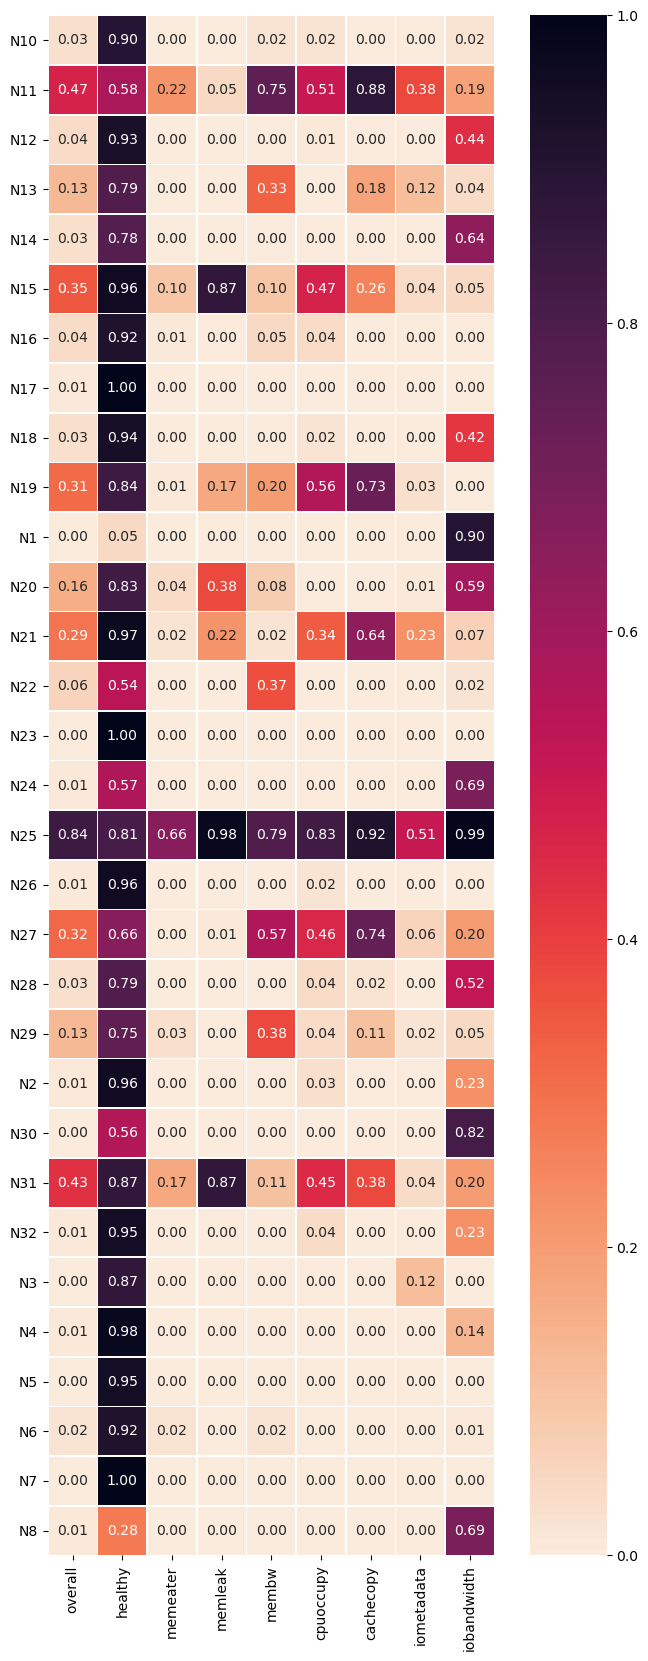 N10 0.03 0.90 0.00 0.00 0.02 0.02 0.00 0.00 0.02
N11 0.47 0.58 0.22 0.05 0.75 0.51 0.88 0.38 0.19
N12 0.04 0.93 0.00 0.00 0.00 0.01 0.00 0.00 0.44
N13 0.13 0.79 0.00 0.00 0.33 0.00 0.18 0.12 0.04
N14 0.03 0.78 0.00 0.00 0.00 0.00 0.00 0.00 0.64
N15 0.35 0.96 0.10 0.87 0.10 0.47 0.26 0.04 0.05
N16 0.04 0.92 0.01 0.00 0.05 0.04 0.00 0.00 0.00
N17 0.01 1.00 0.00 0.00 0.00 0.00 0.00 0.00 0.00
N18 0.03 0.94 0.00 0.00 0.00 0.02 0.00 0.00 0.42
N19 0.31 0.84 0.01 0.17 0.20 0.56 0.73 0.03 0.00
N1 0.00 0.05 0.00 0.00 0.00 0.00 0.00 0.00 0.90
N20 0.16 0.83 0.04 0.38 0.08 0.00 0.00 0.01 0.59
N21 0.29 0.97 0.02 0.22 0.02 0.34 0.64 0.23 0.07
N22 0.06 0.54 0.00 0.00 0.37 0.00 0.00 0.00 0.02
N23 0.00 1.00 0.00 0.00 0.00 0.00 0.00 0.00 0.00
N24 0.01 0.57 0.00 0.00 0.00 0.00 0.00 0.00 0.69
N25 0.84 0.81 0.66 0.98 0.79 0.83 0.92 0.51 0.99
N26 0.01 0.96 0.00 0.00 0.00 0.02 0.00 0.00 0.00
N27 0.32 0.66 0.00 0.01 0.57 0.46 0.74 0.06 0.20
N28 0.03 0.79 0.00 0.00 0.00 0.04 0.02 0.00 0.52
N29 0.13 0.75 0.03 0.00 0.38 0.04 0.11 0.02 0.05
N2 0.01 0.96 0.00 0.00 0.00 0.03 0.00 0.00 0.23
N30 0.00 0.56 0.00 0.00 0.00 0.00 0.00 0.00 0.82
N31 0.43 0.87 0.17 0.87 0.11 0.45 0.38 0.04 0.20
N32 0.01 0.95 0.00 0.00 0.00 0.04 0.00 0.00 0.23
N3 0.00 0.87 0.00 0.00 0.00 0.00 0.00 0.12 0.00
N4 0.01 0.98 0.00 0.00 0.00 0.00 0.00 0.00 0.14
N5 0.00 0.95 0.00 0.00 0.00 0.00 0.00 0.00 0.00
N6 0.02 0.92 0.02 0.00 0.02 0.00 0.00 0.00 0.01
N7 0.00 1.00 0.00 0.00 0.00 0.00 0.00 0.00 0.00
N8 0.01 0.28 0.00 0.00 0.00 0.00 0.00 0.00 0.69
overall healthy memeater memleak membw cpuoccupy cachecopy iometadata iobandwidth
1.0
0.8
0.6
0.4
0.2
0.0